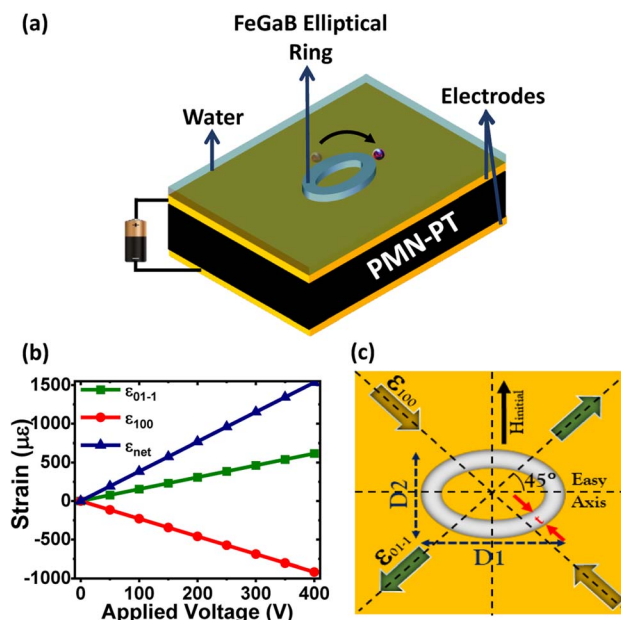 (a)
FeGaB Elliptical
Ring
Water
Electrodes
+
PMN-PT
(b)
ε01-1
ε100
εnet
1500
1000
500
0
-500
-1000
Strain (με)
0 100 200 300 400
Applied Voltage (V)
(c)
ε100
Hinitial
45°
Easy
Axis
D2
t
ε01-1
D1